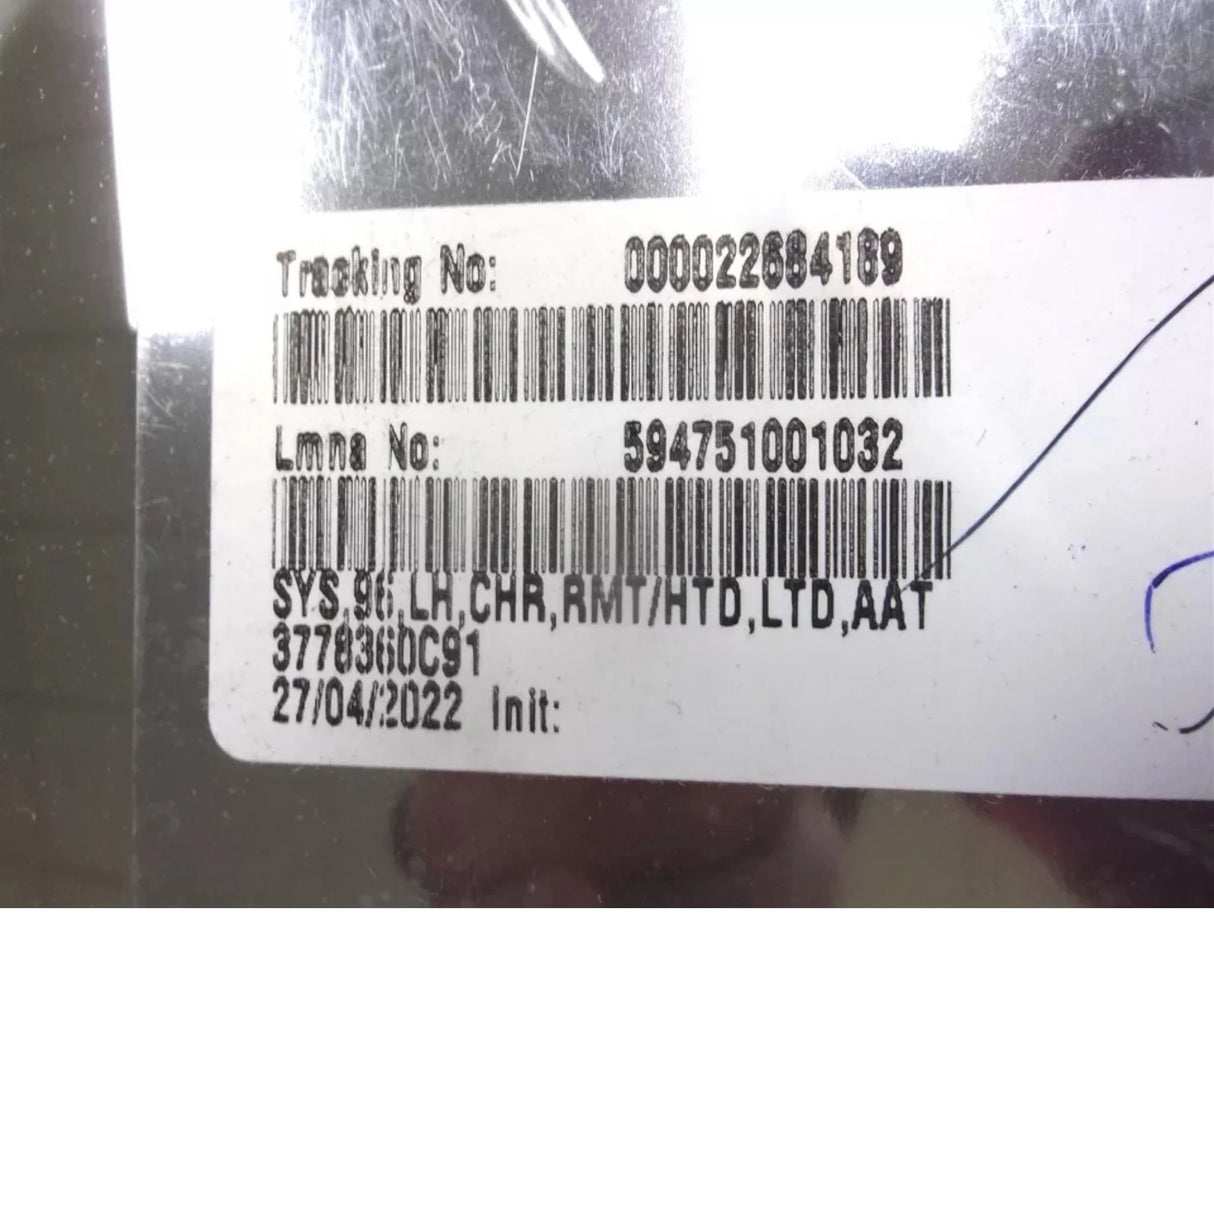 Tracking No: 000022684189
Lmna No: 594751001032
SYS,96,LH,CHR,RMT/HTD,LTD,AAT
3778360C91
27/04/2022 Init: